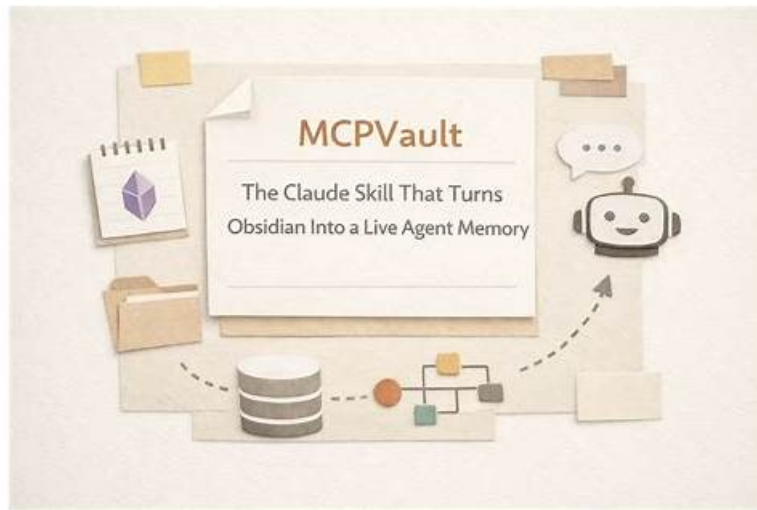 MCPVault
The Claude Skill That Turns
Obsidian Into a Live Agent Memory